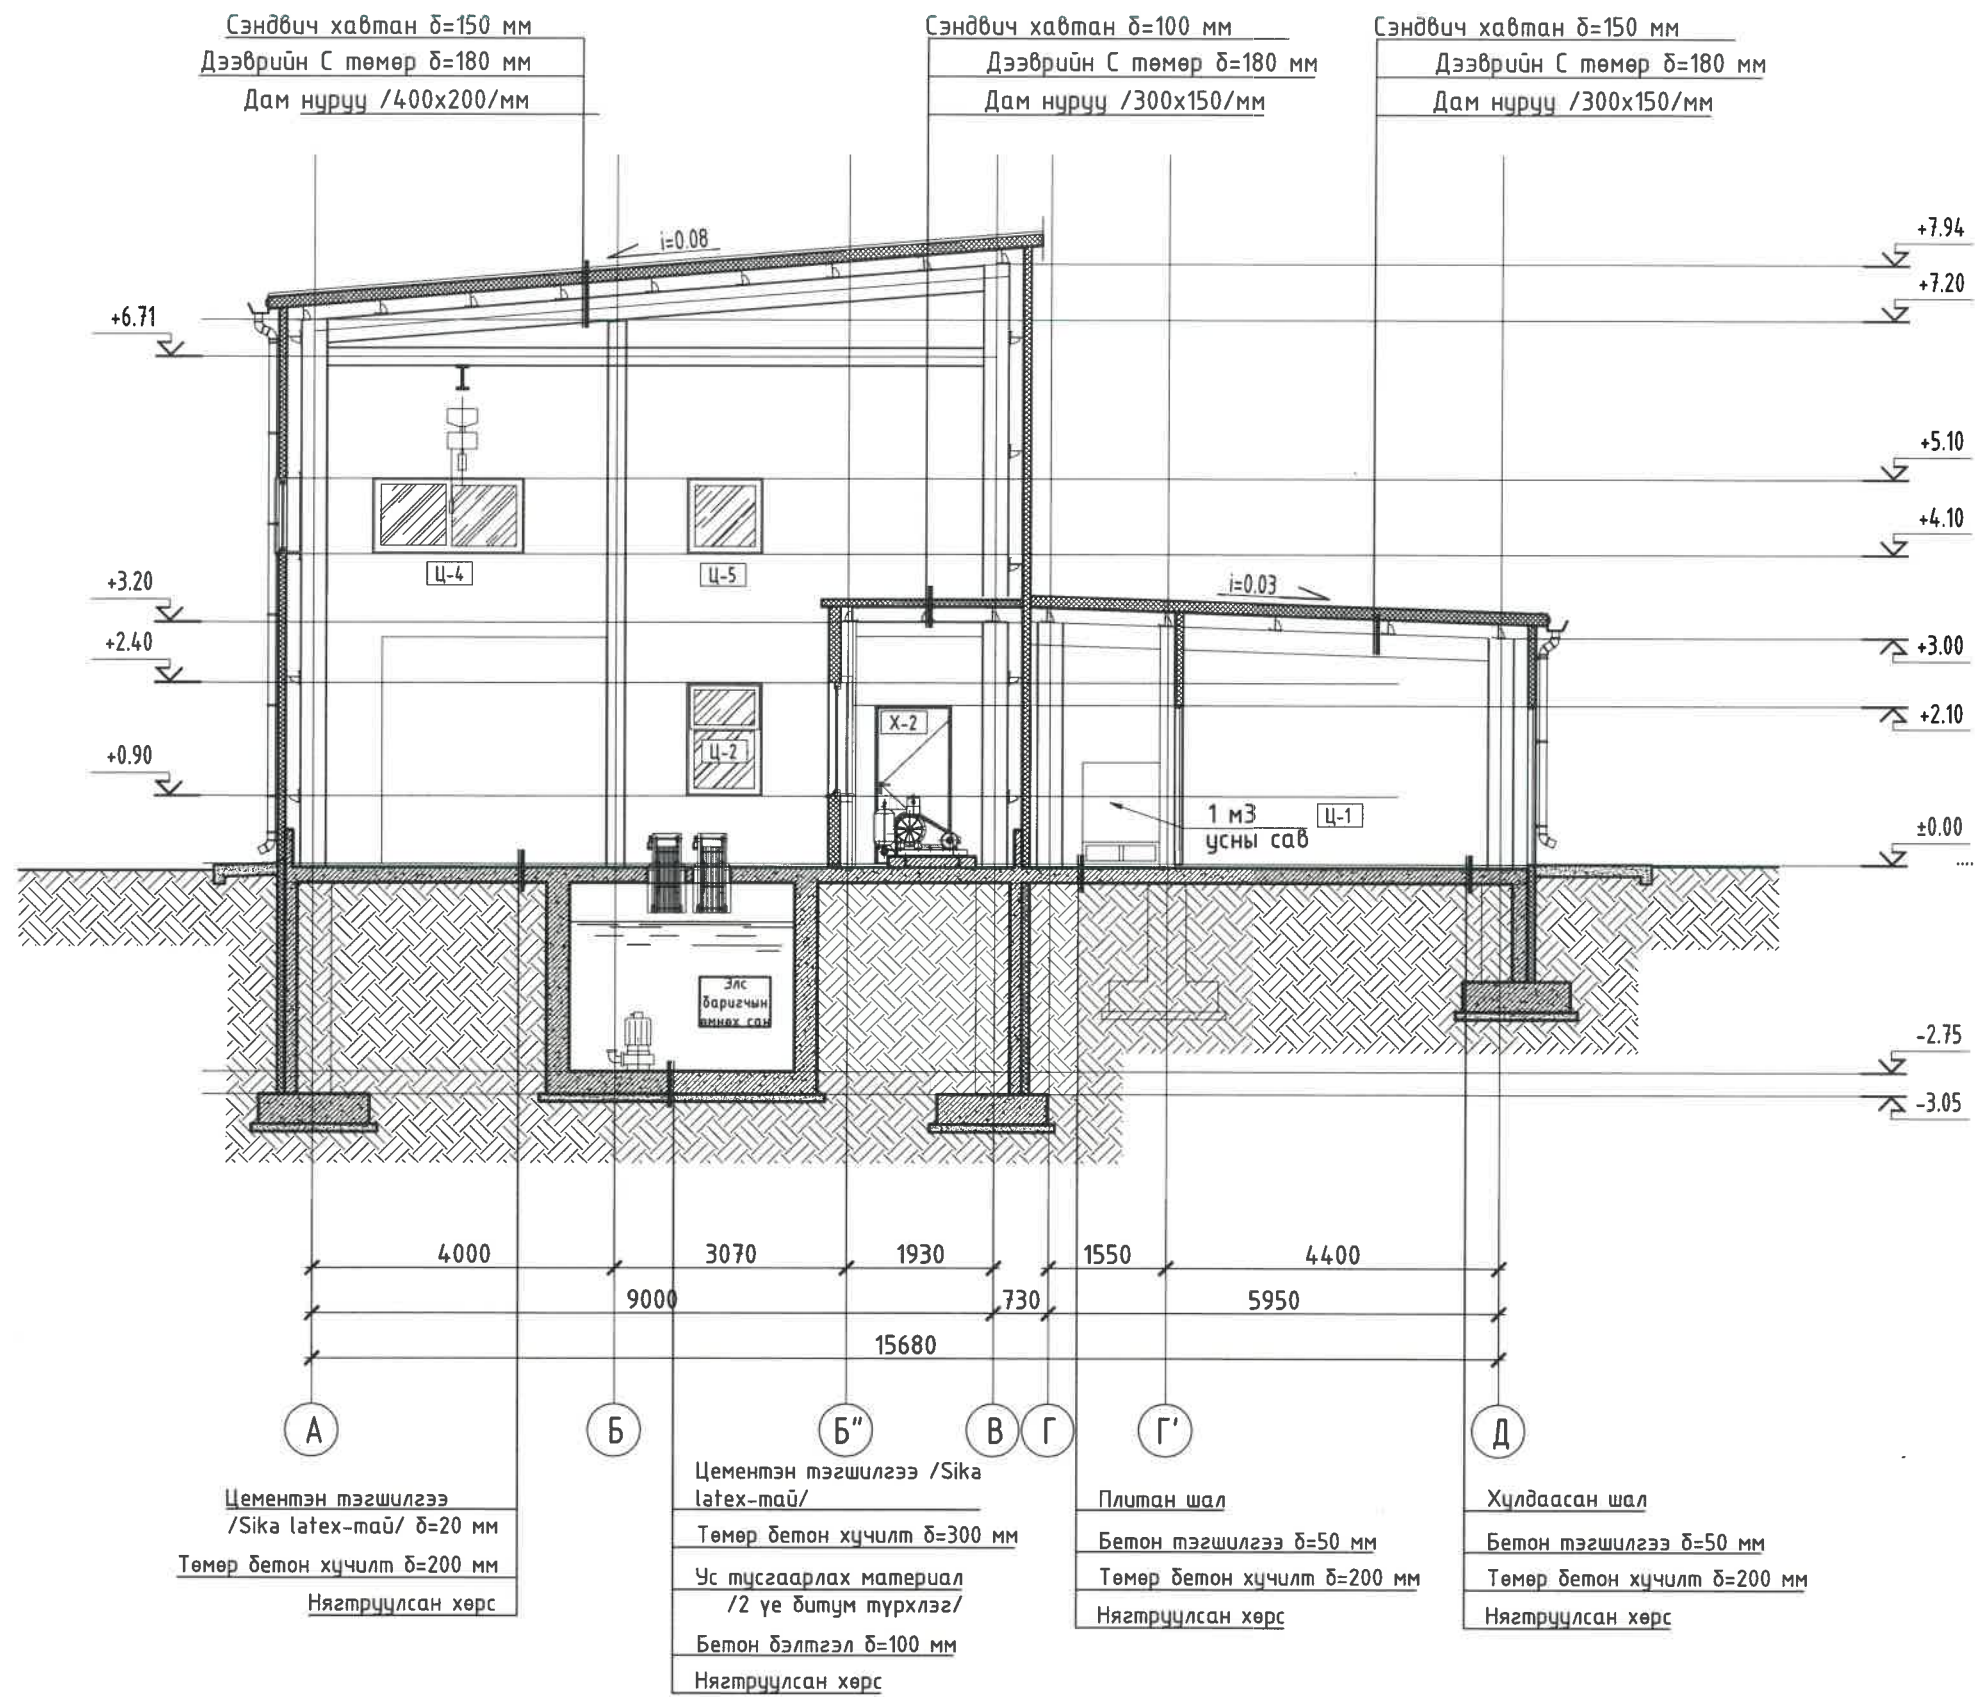 Сэндвич хавтан δ=150 мм
Дээврийн С төмөр δ=180 мм
Дам нуруу /400х200/мм
Сэндвич хавтан δ=100 мм
Дээврийн С төмөр δ=180 мм
Дам нуруу /300х150/мм
Сэндвич хавтан δ=150 мм
Дээврийн С төмөр δ=180 мм
Дам нуруу /300х150/мм
i=0.08
+7.94
+7.20
+6.71
+5.10
+4.10
Ц-4
Ц-5
+3.20
i=0.03
+2.40
+3.00
Х-2
+2.10
Ц-2
+0.90
1 м3
усны сав
Ц-1
±0.00
Элс
баригчын
өмнөх сан
-2.75
-3.05
4000
3070
1930
1550
4400
9000
730
5950
15680
А
Б
Б"
В
Г
Г'
Д
Цементэн тэгшилгээ
/Sika latex-тай/ δ=20 мм
Төмөр бетон хучилт δ=200 мм
Нягтруулсан хөрс
Цементэн тэгшилгээ /Sika
latex-тай/
Төмөр бетон хучилт δ=300 мм
Ус тусгаарлах материал
/2 үе битум түрхлэг/
Бетон бэлтгэл δ=100 мм
Нягтруулсан хөрс
Плитан шал
Бетон тэгшилгээ δ=50 мм
Төмөр бетон хучилт δ=200 мм
Нягтруулсан хөрс
Хулдаасан шал
Бетон тэгшилгээ δ=50 мм
Төмөр бетон хучилт δ=200 мм
Нягтруулсан хөрс